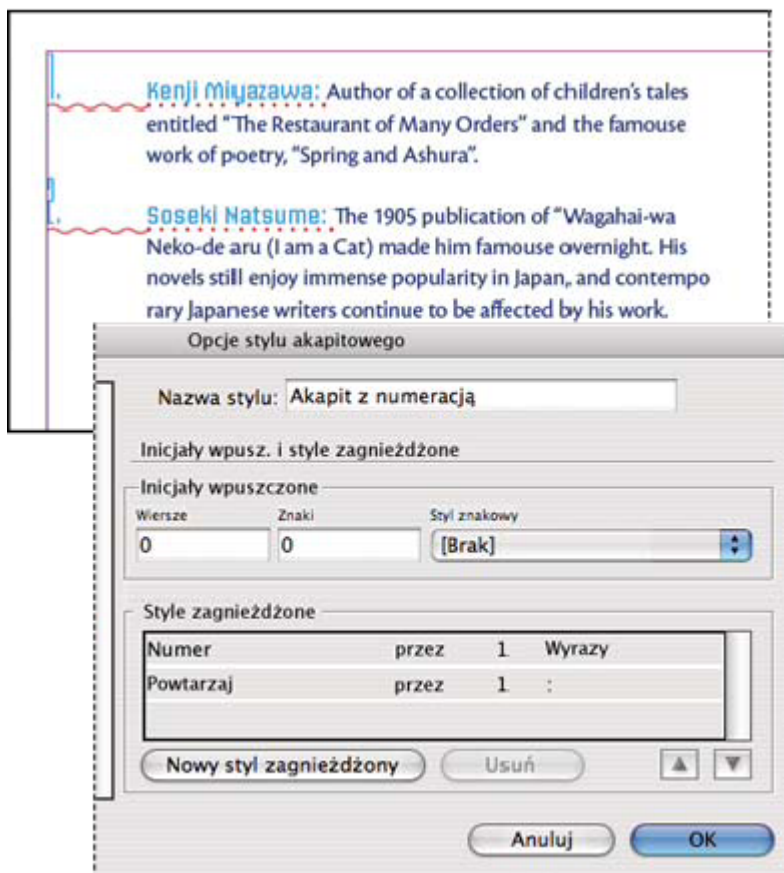 1. Kenji Miyazawa: Author of a collection of children's tales
entitled "The Restaurant of Many Orders" and the famouse
work of poetry, "Spring and Ashura".
2. Soseki Natsume: The 1905 publication of "Wagahai-wa
Neko-de aru (I am a Cat) made him famouse overnight. His
novels still enjoy immense popularity in Japan, and contempo
rary Japanese writers continue to be affected by his work.
Opcje stylu akapitowego
Nazwa stylu: Akapit z numeracją
Inicjały wpusz. i style zagnieżdżone
Inicjały wpuszczone
Wiersze Znaki Styl znakowy
0 0 [Brak]
Style zagnieżdżone
Numer przez 1 Wyrazy
Powtarzaj przez 1 :
Nowy styl zagnieżdżony Usuń
Anuluj OK